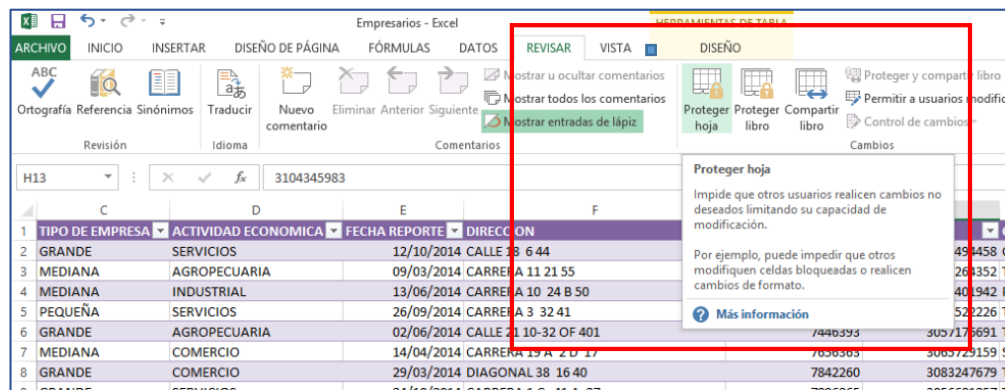 Empresarios - Excel
HERRAMIENTAS DE TABLA
ARCHIVO INICIO INSERTAR DISEÑO DE PÁGINA FÓRMULAS DATOS REVISAR VISTA DISEÑO
ABC
Ortografía Referencia Sinónimos
Traducir
Nuevo comentario
Eliminar Anterior Siguiente
Mostrar u ocultar comentarios
Mostrar todos los comentarios
Mostrar entradas de lápiz
Proteger hoja
Proteger libro
Compartir libro
Proteger y compartir libro
Permitir a usuarios modific
Control de cambios
Revisión Idioma Comentarios Cambios
H13 fx 3104345983
Proteger hoja
Impide que otros usuarios realicen cambios no
deseados limitando su capacidad de
modificación.
Por ejemplo, puede impedir que otros
modifiquen celdas bloqueadas o realicen
cambios de formato.
Más información
C D E F
1 TIPO DE EMPRESA ACTIVIDAD ECONOMICA FECHA REPORTE DIRECCION
2 GRANDE SERVICIOS 12/10/2014 CALLE 18 6 44
3 MEDIANA AGROPECUARIA 09/03/2014 CARRERA 11 21 55
4 MEDIANA INDUSTRIAL 13/06/2014 CARRERA 10 24 B 50
5 PEQUEÑA SERVICIOS 26/09/2014 CARRERA 3 32 41
6 GRANDE AGROPECUARIA 02/06/2014 CALLE 21 10-32 OF 401 7446393 3057176691
7 MEDIANA COMERCIO 14/04/2014 CARRERA 19 A 2 D 17 7656363 3065729159
8 GRANDE COMERCIO 29/03/2014 DIAGONAL 38 16 40 7842260 3083247679